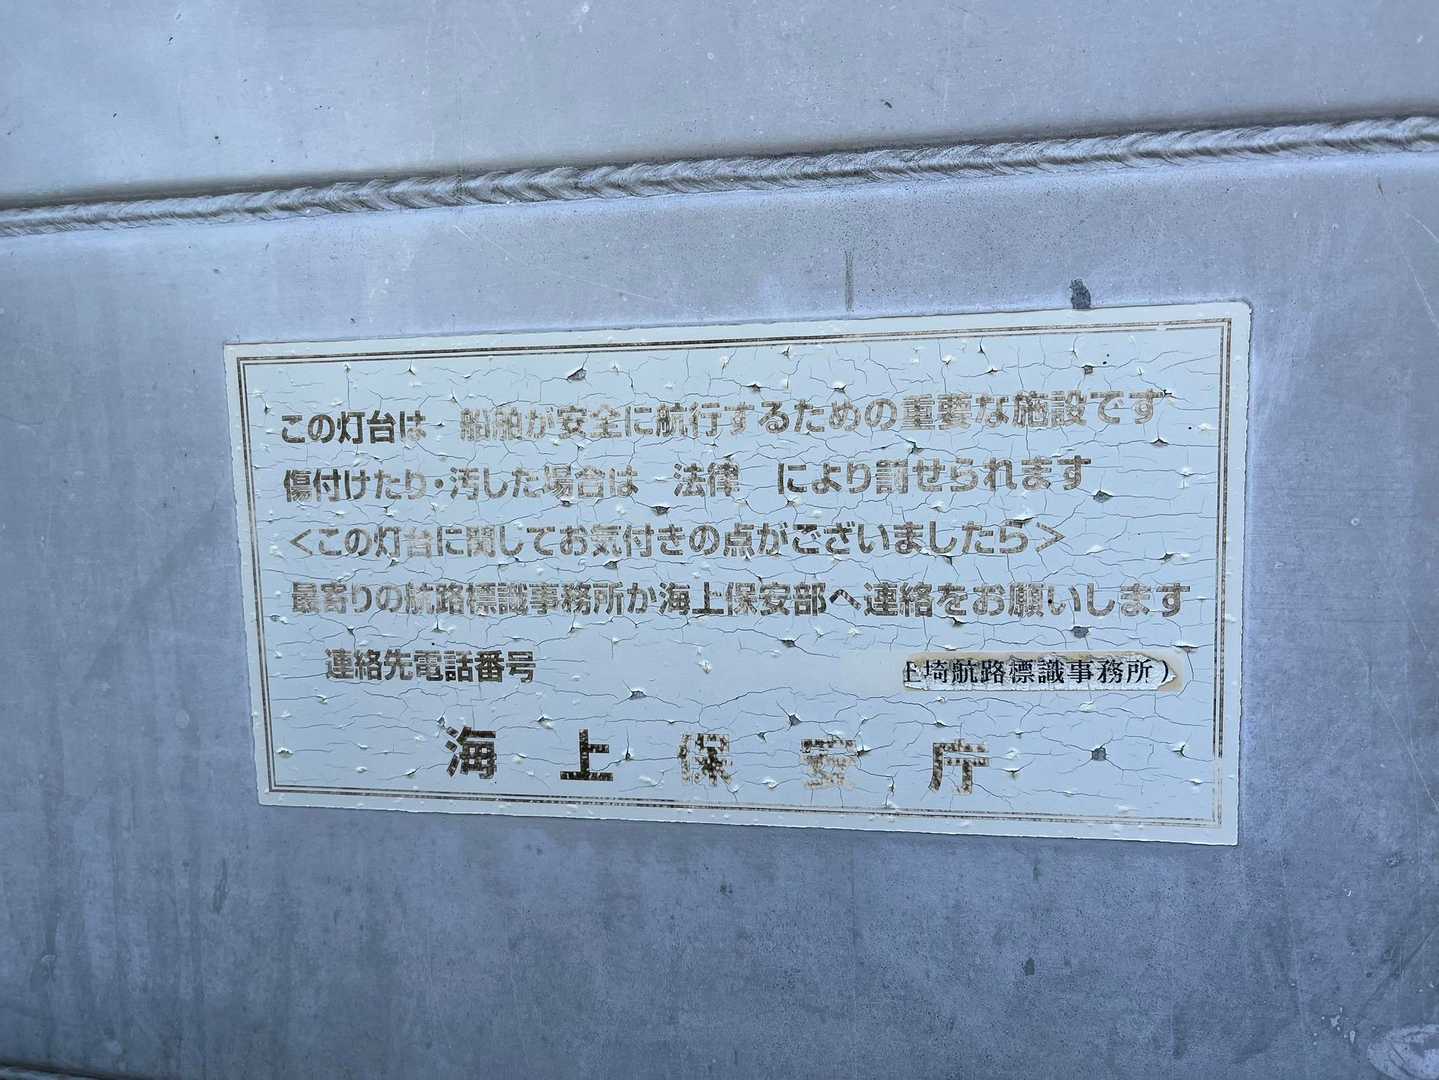 この灯台は 船舶が安全に航行するための重要な施設です
傷付けたり・汚した場合は 法律 により罰せられます
<この灯台に関してお気付きの点がございましたら>
最寄りの航路標識事務所か海上保安部へ連絡をお願いします
連絡先電話番号 埼航路標識事務所)
海上保安庁